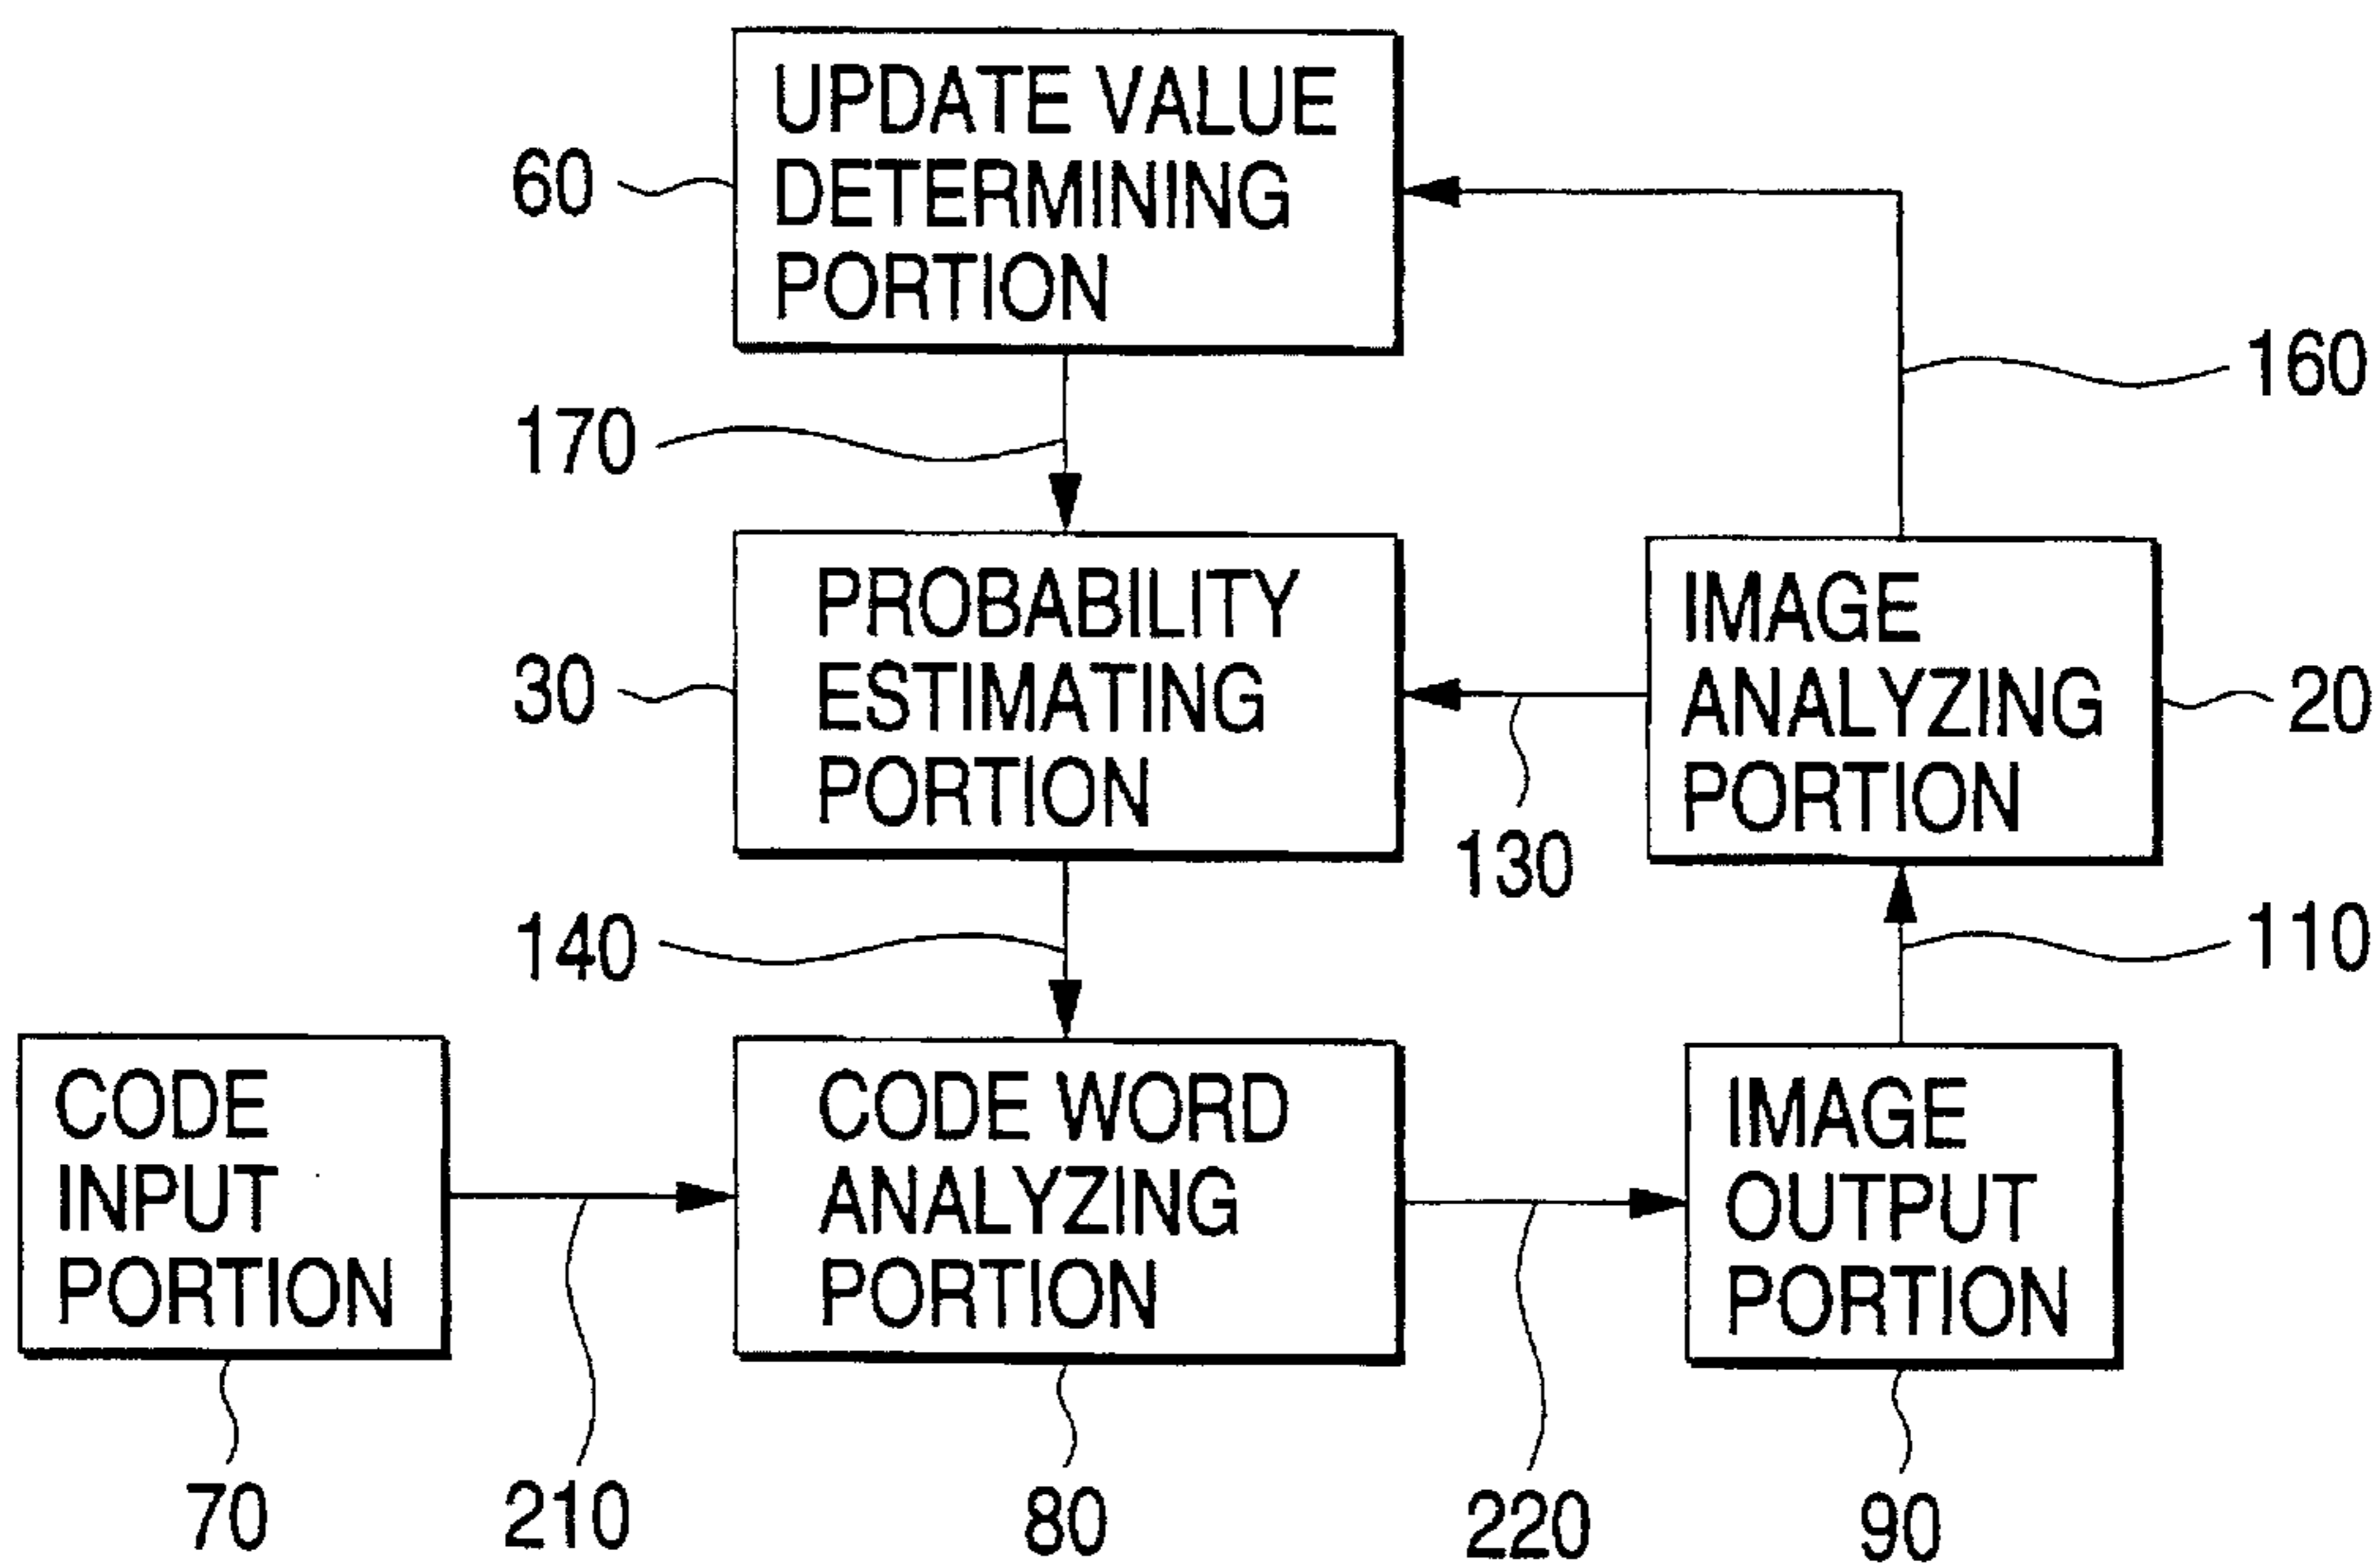 UPDATE VALUE
DETERMINING
PORTION
60
160
170
PROBABILITY
ESTIMATING
PORTION
30
IMAGE
ANALYZING
PORTION
20
130
140
110
CODE
INPUT
PORTION
CODE WORD
ANALYZING
PORTION
IMAGE
OUTPUT
PORTION
70
210
80
220
90